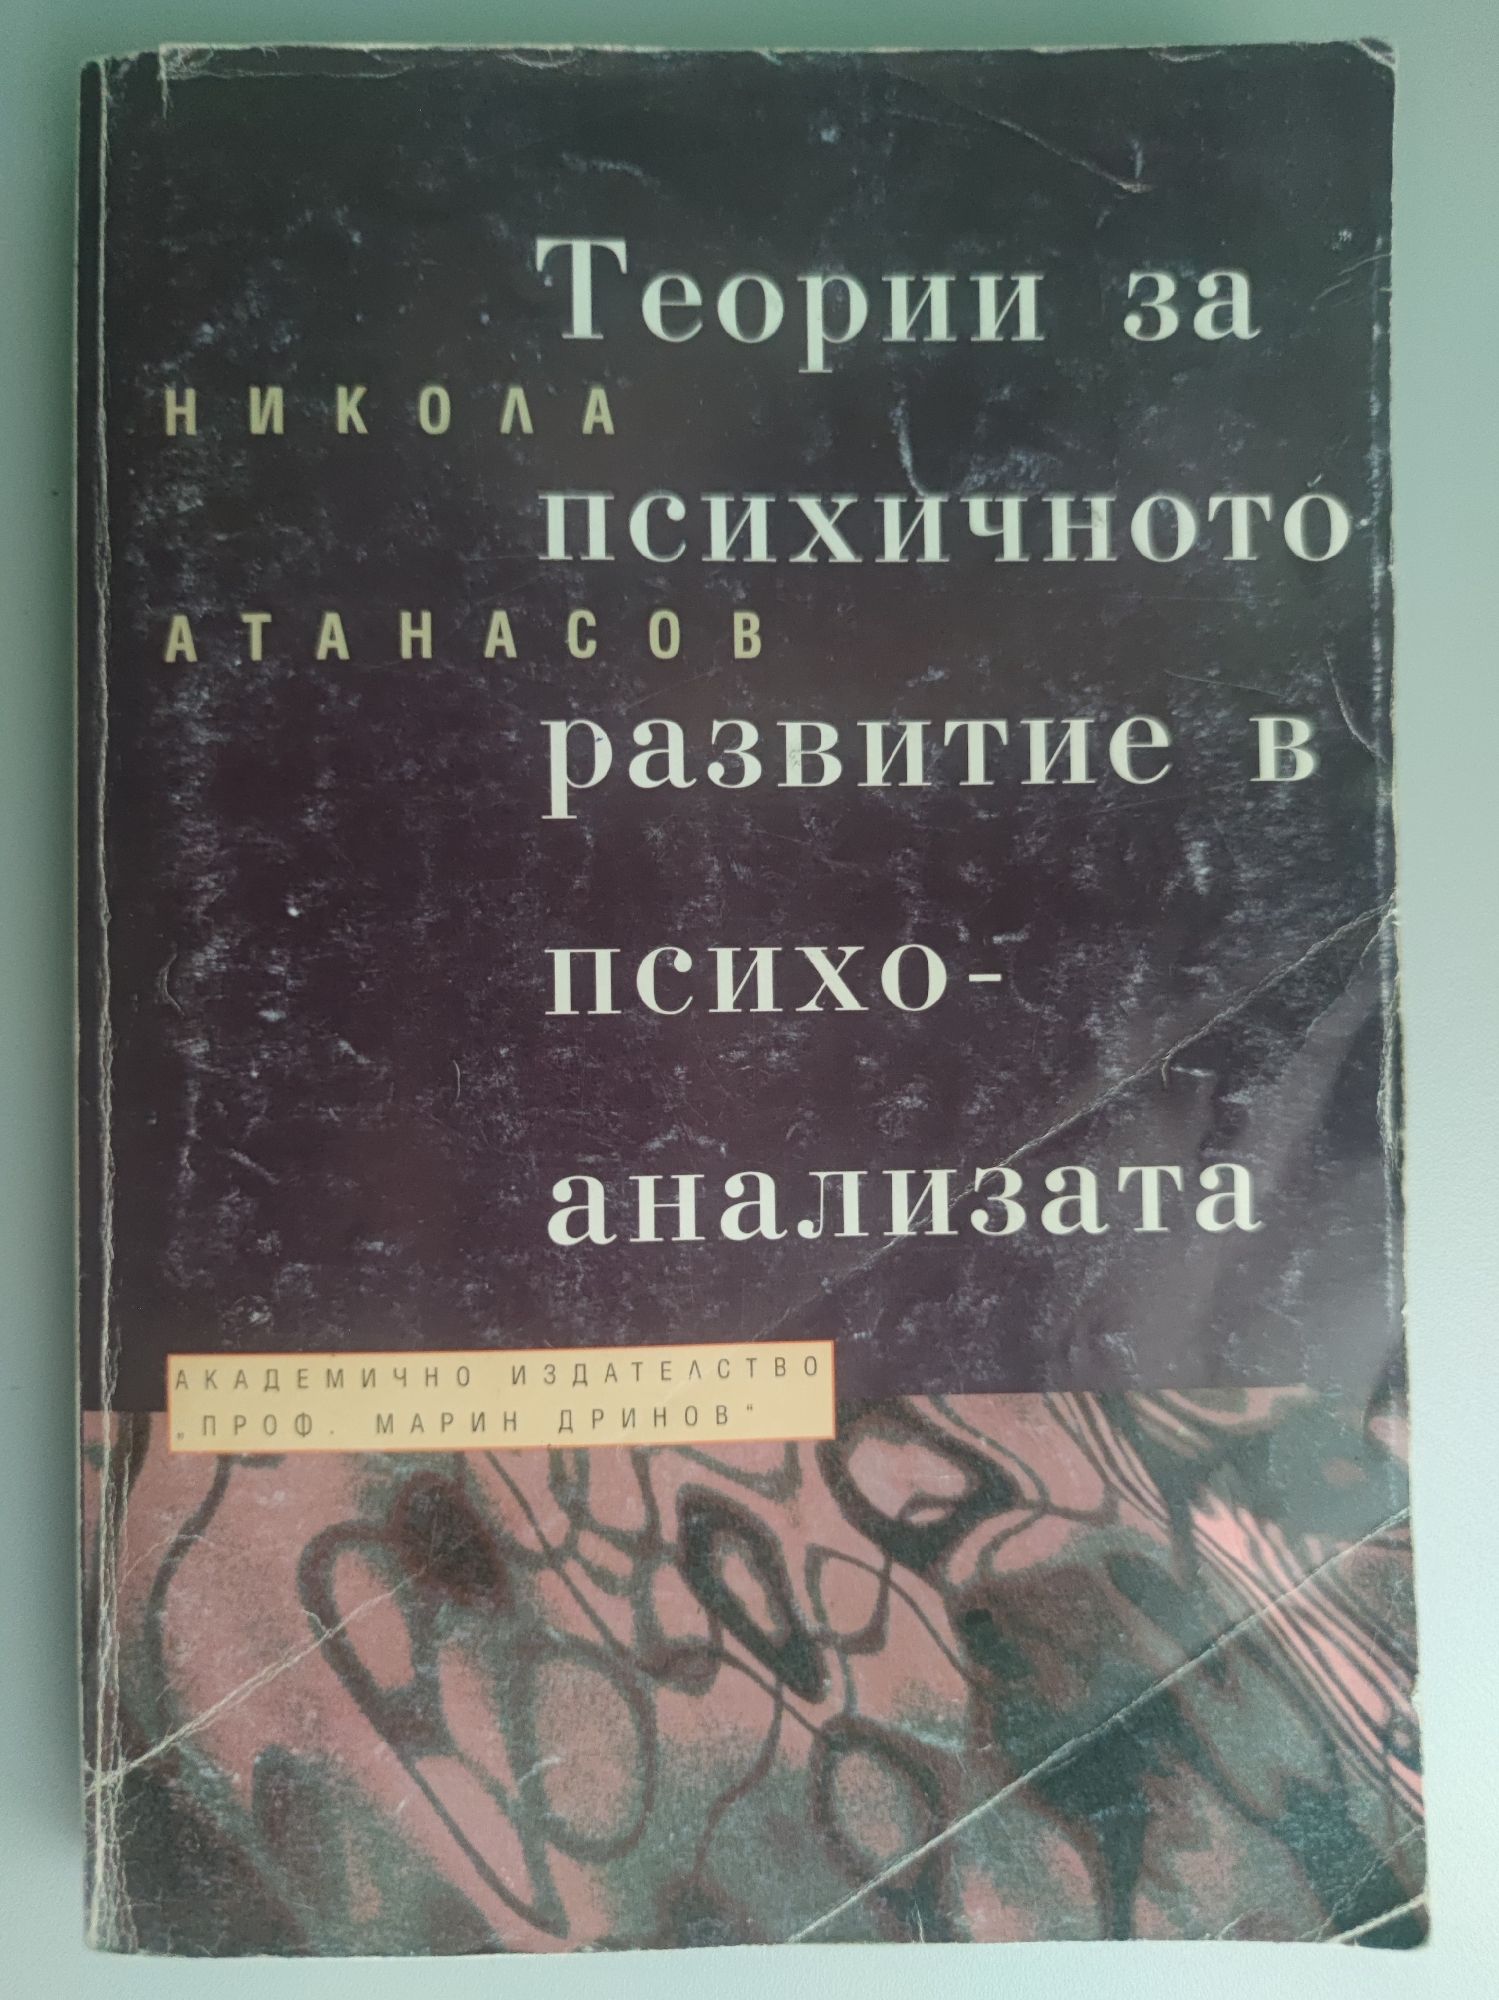 Теории за
НИКОЛА
психичното
АТАНАСОВ
развитие в
психо-
анализата
АКАДЕМИЧНО ИЗДАТЕЛСТВО
„ПРОФ. МАРИН ДРИНОВ“